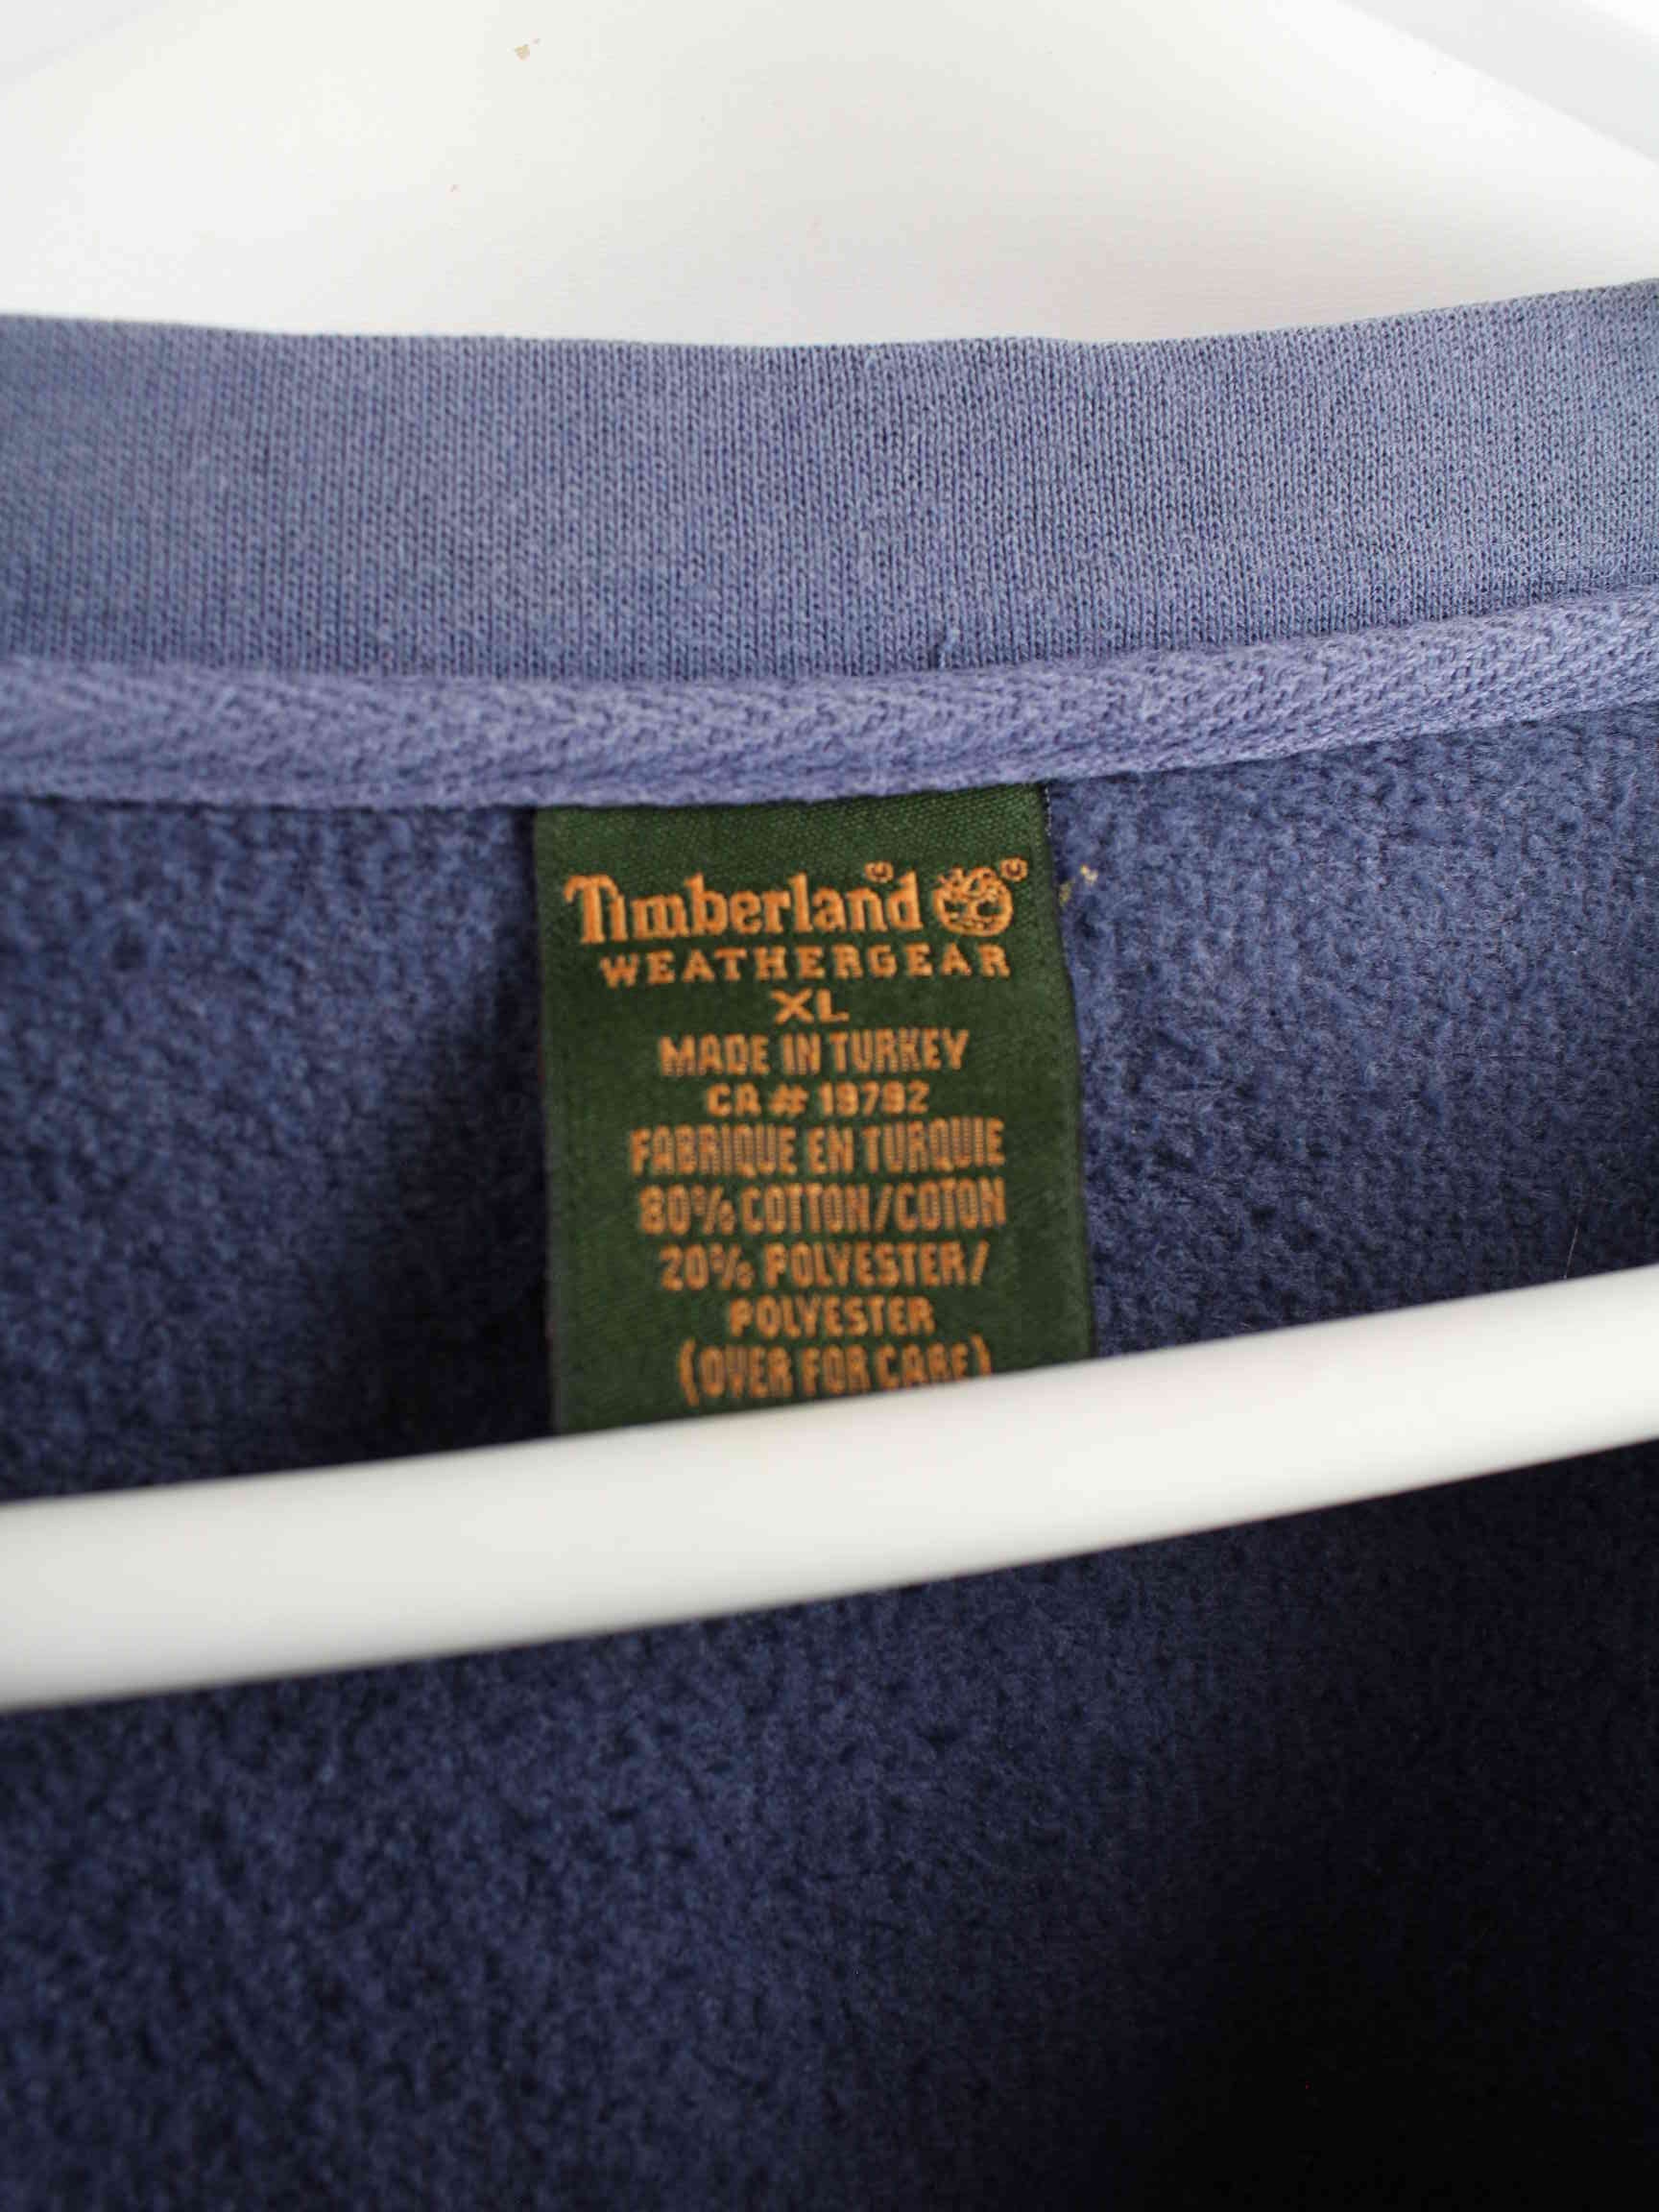 Timberland
WEATHERGEAR
XL
MADE IN TURKEY
CA # 19792
FABRIQUE EN TURQUIE
80% COTTON/COTON
20% POLYESTER/
POLYESTER
(OVER FOR CARE)